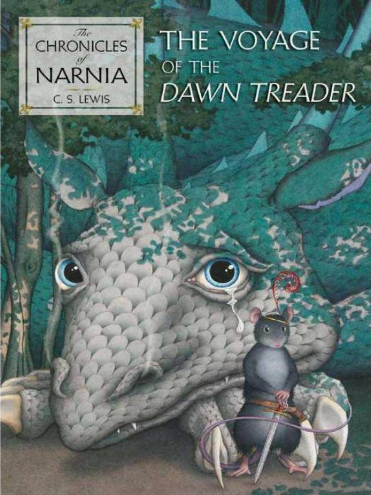 The
CHRONICLES
of
NARNIA
C. S. LEWIS
THE VOYAGE
OF THE
DAWN TREADER